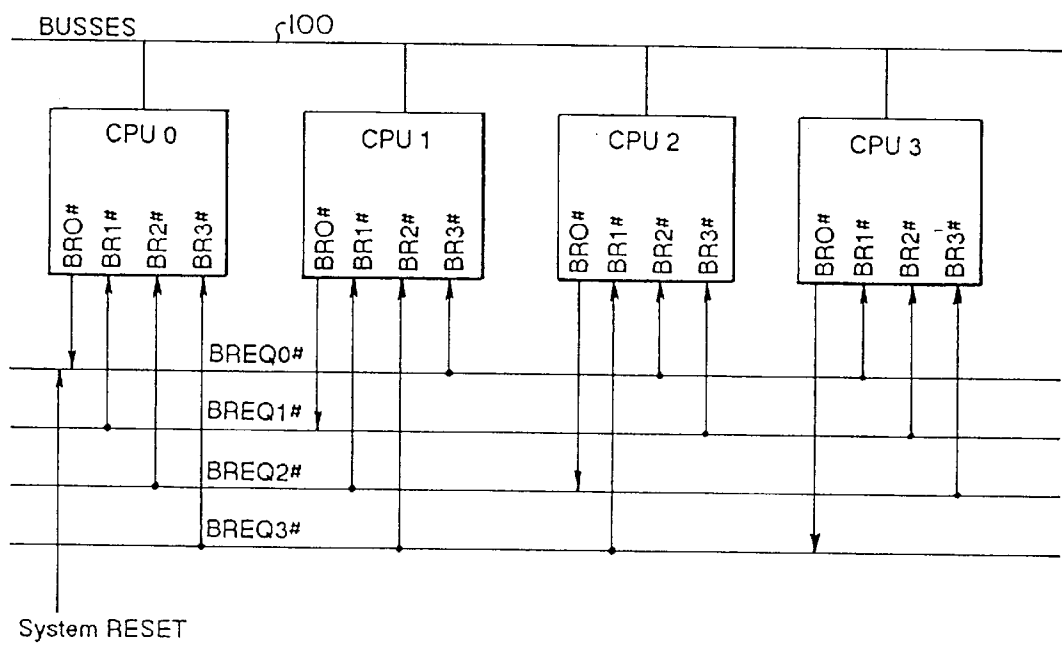 BUSSES
100
CPU 0
CPU 1
CPU 2
CPU 3
BR0#
BR1#
BR2#
BR3#
BR0#
BR1#
BR2#
BR3#
BR0#
BR1#
BR2#
BR3#
BR0#
BR1#
BR2#
BR3#
BREQ0#
BREQ1#
BREQ2#
BREQ3#
System RESET